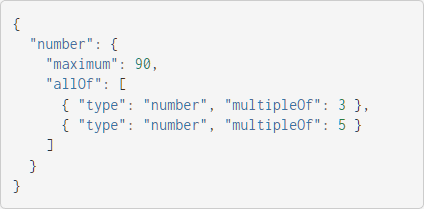 {
  "number": {
    "maximum": 90,
    "allOf": [
      { "type": "number", "multipleOf": 3 },
      { "type": "number", "multipleOf": 5 }
    ]
  }
}